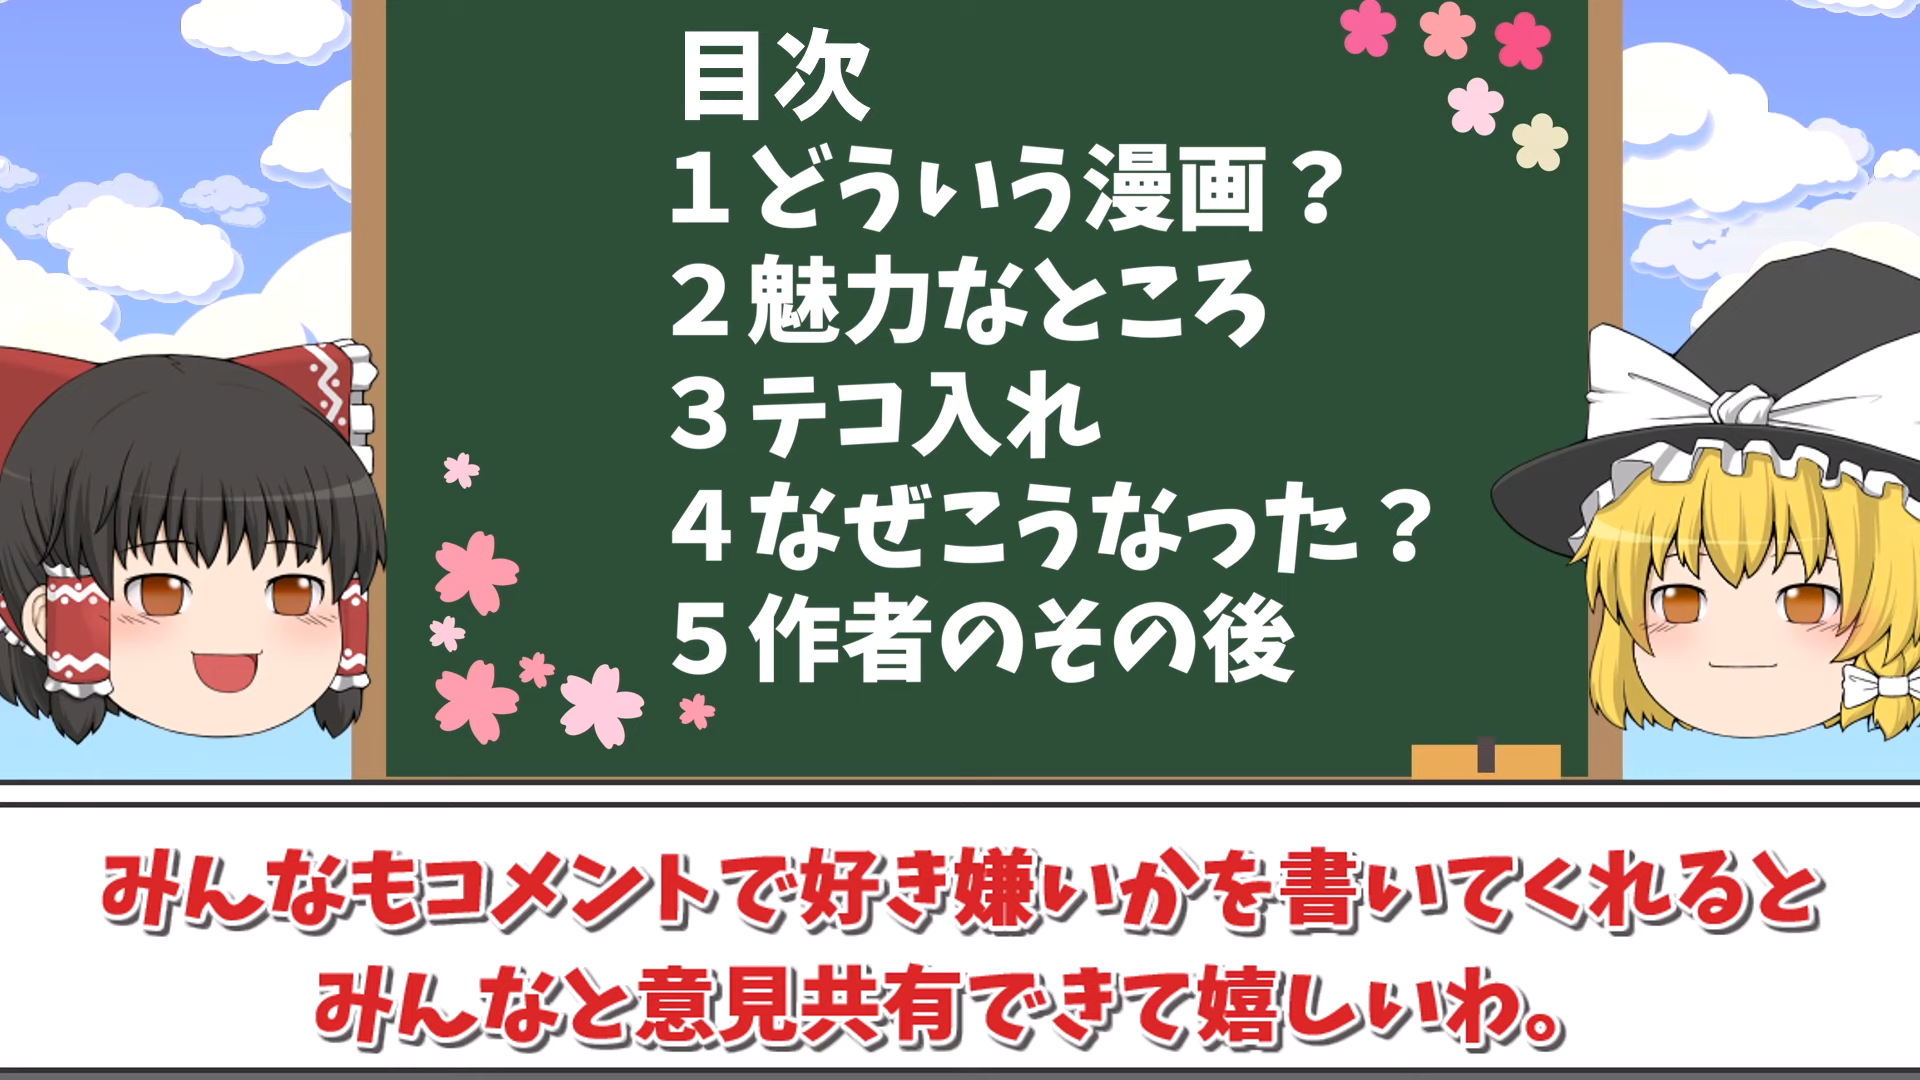 目次
１どういう漫画？
２魅力なところ
３テコ入れ
４なぜこうなった？
５作者のその後
みんなもコメントで好き嫌いかを書いてくれると
みんなと意見共有できて嬉しいわ。